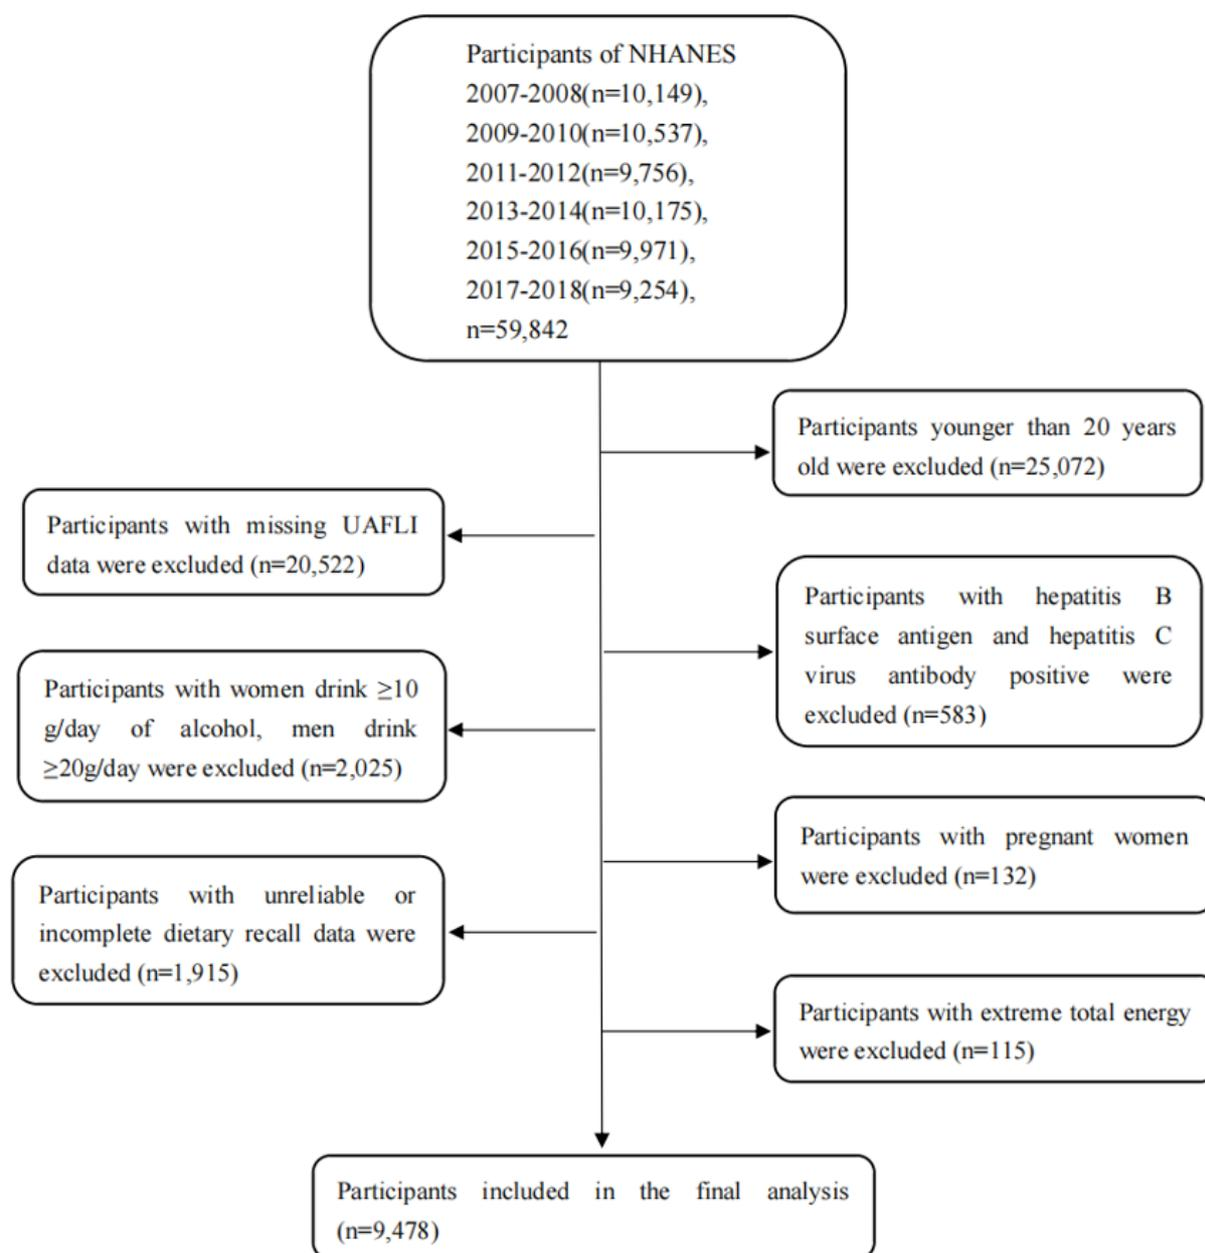 Participants of NHANES
2007-2008(n=10,149),
2009-2010(n=10,537),
2011-2012(n=9,756),
2013-2014(n=10,175),
2015-2016(n=9,971),
2017-2018(n=9,254),
n=59,842
Participants younger than 20 years
old were excluded (n=25,072)
Participants with missing UAFLI
data were excluded (n=20,522)
Participants with hepatitis B
surface antigen and hepatitis C
virus antibody positive were
excluded (n=583)
Participants with women drink ≥10
g/day of alcohol, men drink
≥20g/day were excluded (n=2,025)
Participants with pregnant women
were excluded (n=132)
Participants with unreliable or
incomplete dietary recall data were
excluded (n=1,915)
Participants with extreme total energy
were excluded (n=115)
Participants included in the final analysis
(n=9,478)